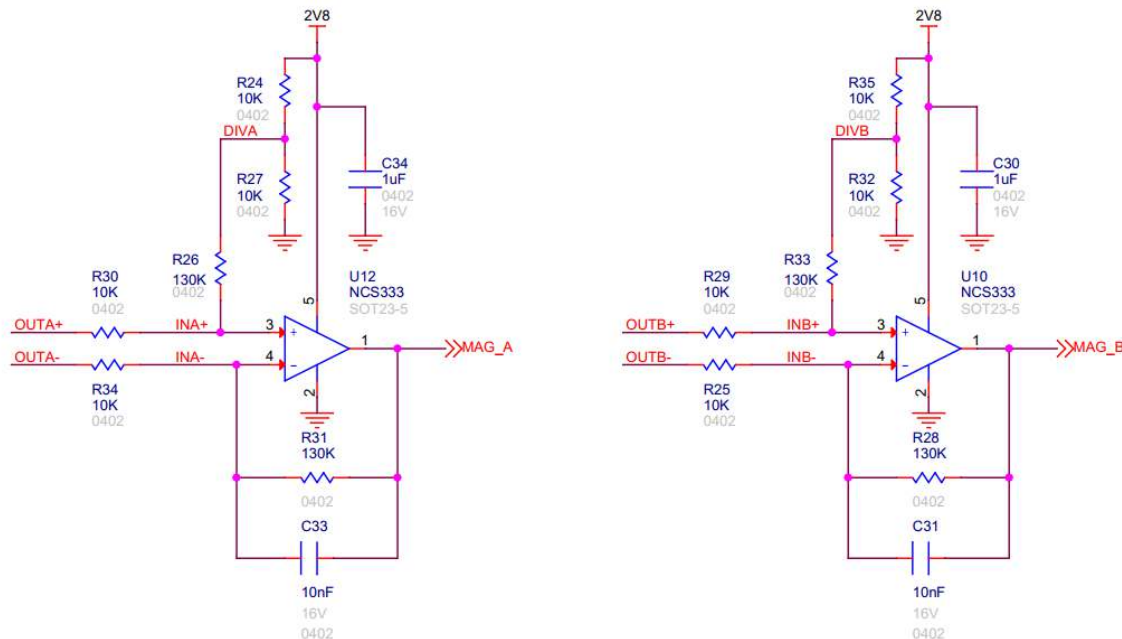 2V8
R24
10K
0402
DIVA
R27
10K
0402
C34
1uF
0402
16V
R26
130K
0402
R30
10K
0402
U12
NCS333
SOT23-5
5
OUTA+
INA+
3
+
1
MAG_A
OUTA-
INA-
4
−
2
R34
10K
0402
R31
130K
0402
C33
10nF
16V
0402
2V8
R35
10K
0402
DIVB
R32
10K
0402
C30
1uF
0402
16V
R33
130K
0402
R29
10K
0402
U10
NCS333
SOT23-5
5
OUTB+
INB+
3
+
1
MAG_B
OUTB-
INB-
4
−
2
R25
10K
0402
R28
130K
0402
C31
10nF
16V
0402